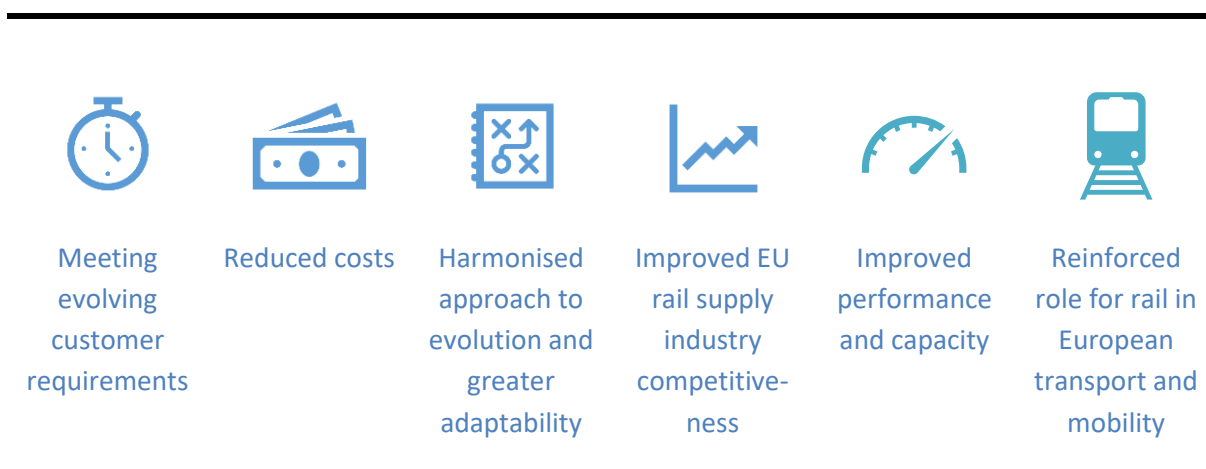 Meeting
evolving
customer
requirements
Reduced costs
Harmonised
approach to
evolution and
greater
adaptability
Improved EU
rail supply
industry
competitive-
ness
Improved
performance
and capacity
Reinforced
role for rail in
European
transport and
mobility